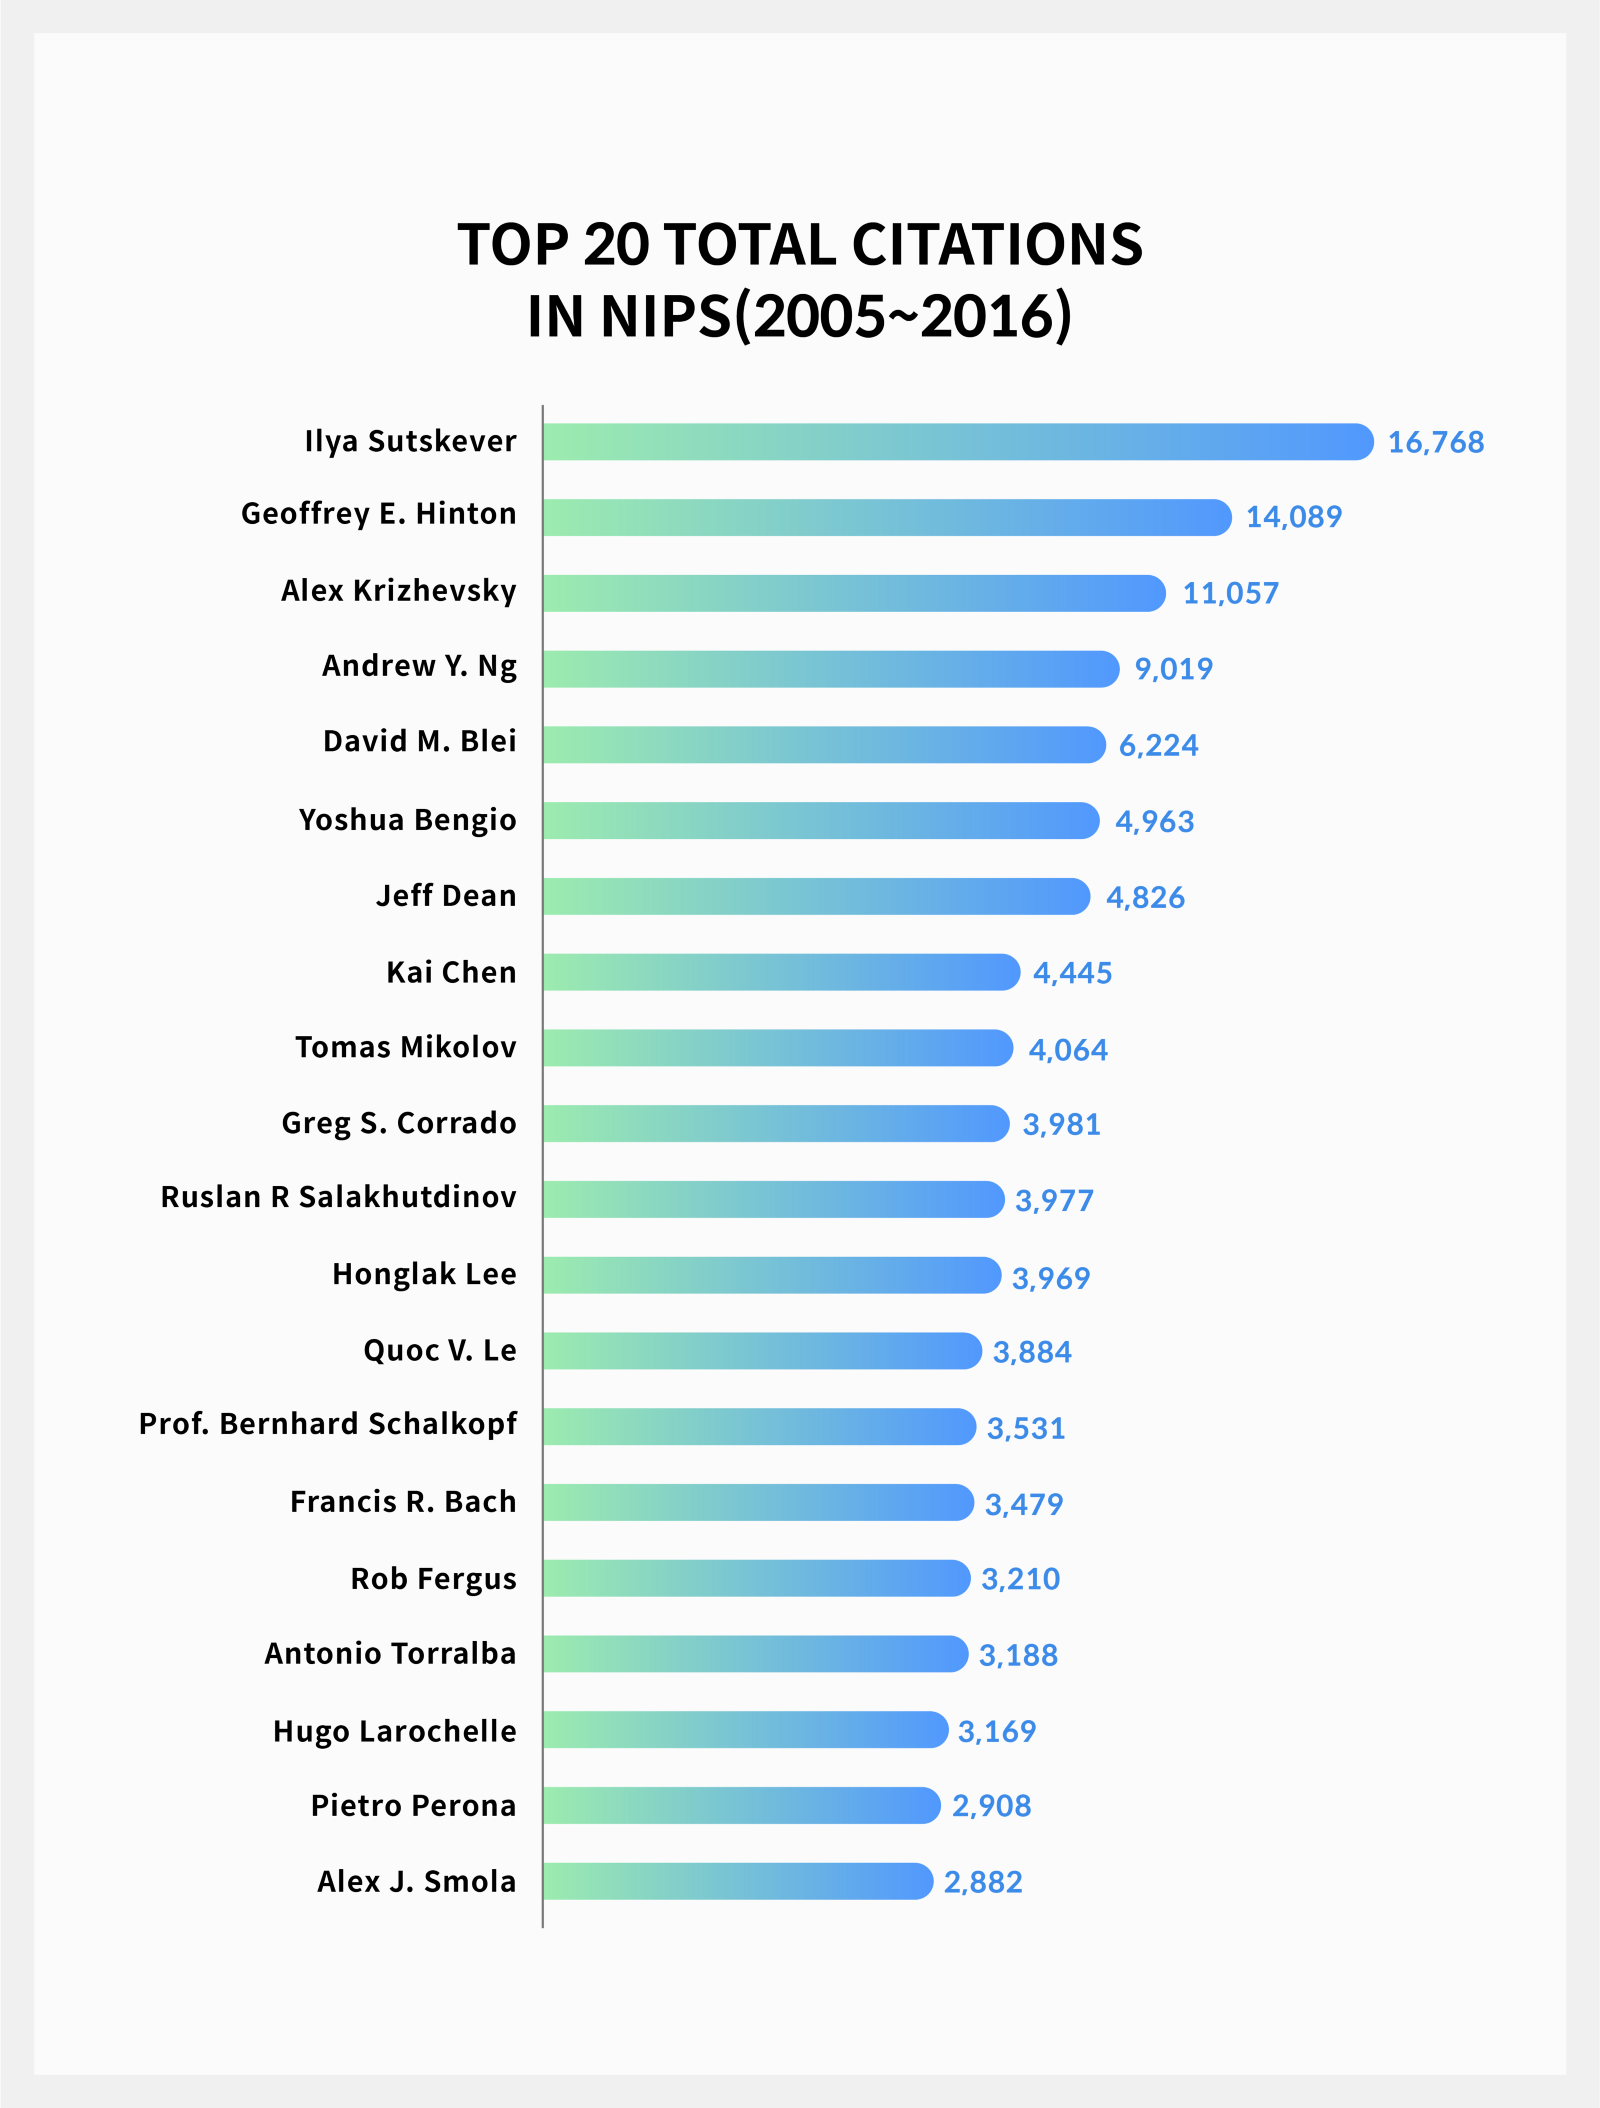 TOP 20 TOTAL CITATIONS
IN NIPS(2005~2016)
Ilya Sutskever 16,768
Geoffrey E. Hinton 14,089
Alex Krizhevsky 11,057
Andrew Y. Ng 9,019
David M. Blei 6,224
Yoshua Bengio 4,963
Jeff Dean 4,826
Kai Chen 4,445
Tomas Mikolov 4,064
Greg S. Corrado 3,981
Ruslan R Salakhutdinov 3,977
Honglak Lee 3,969
Quoc V. Le 3,884
Prof. Bernhard Schalkopf 3,531
Francis R. Bach 3,479
Rob Fergus 3,210
Antonio Torralba 3,188
Hugo Larochelle 3,169
Pietro Perona 2,908
Alex J. Smola 2,882